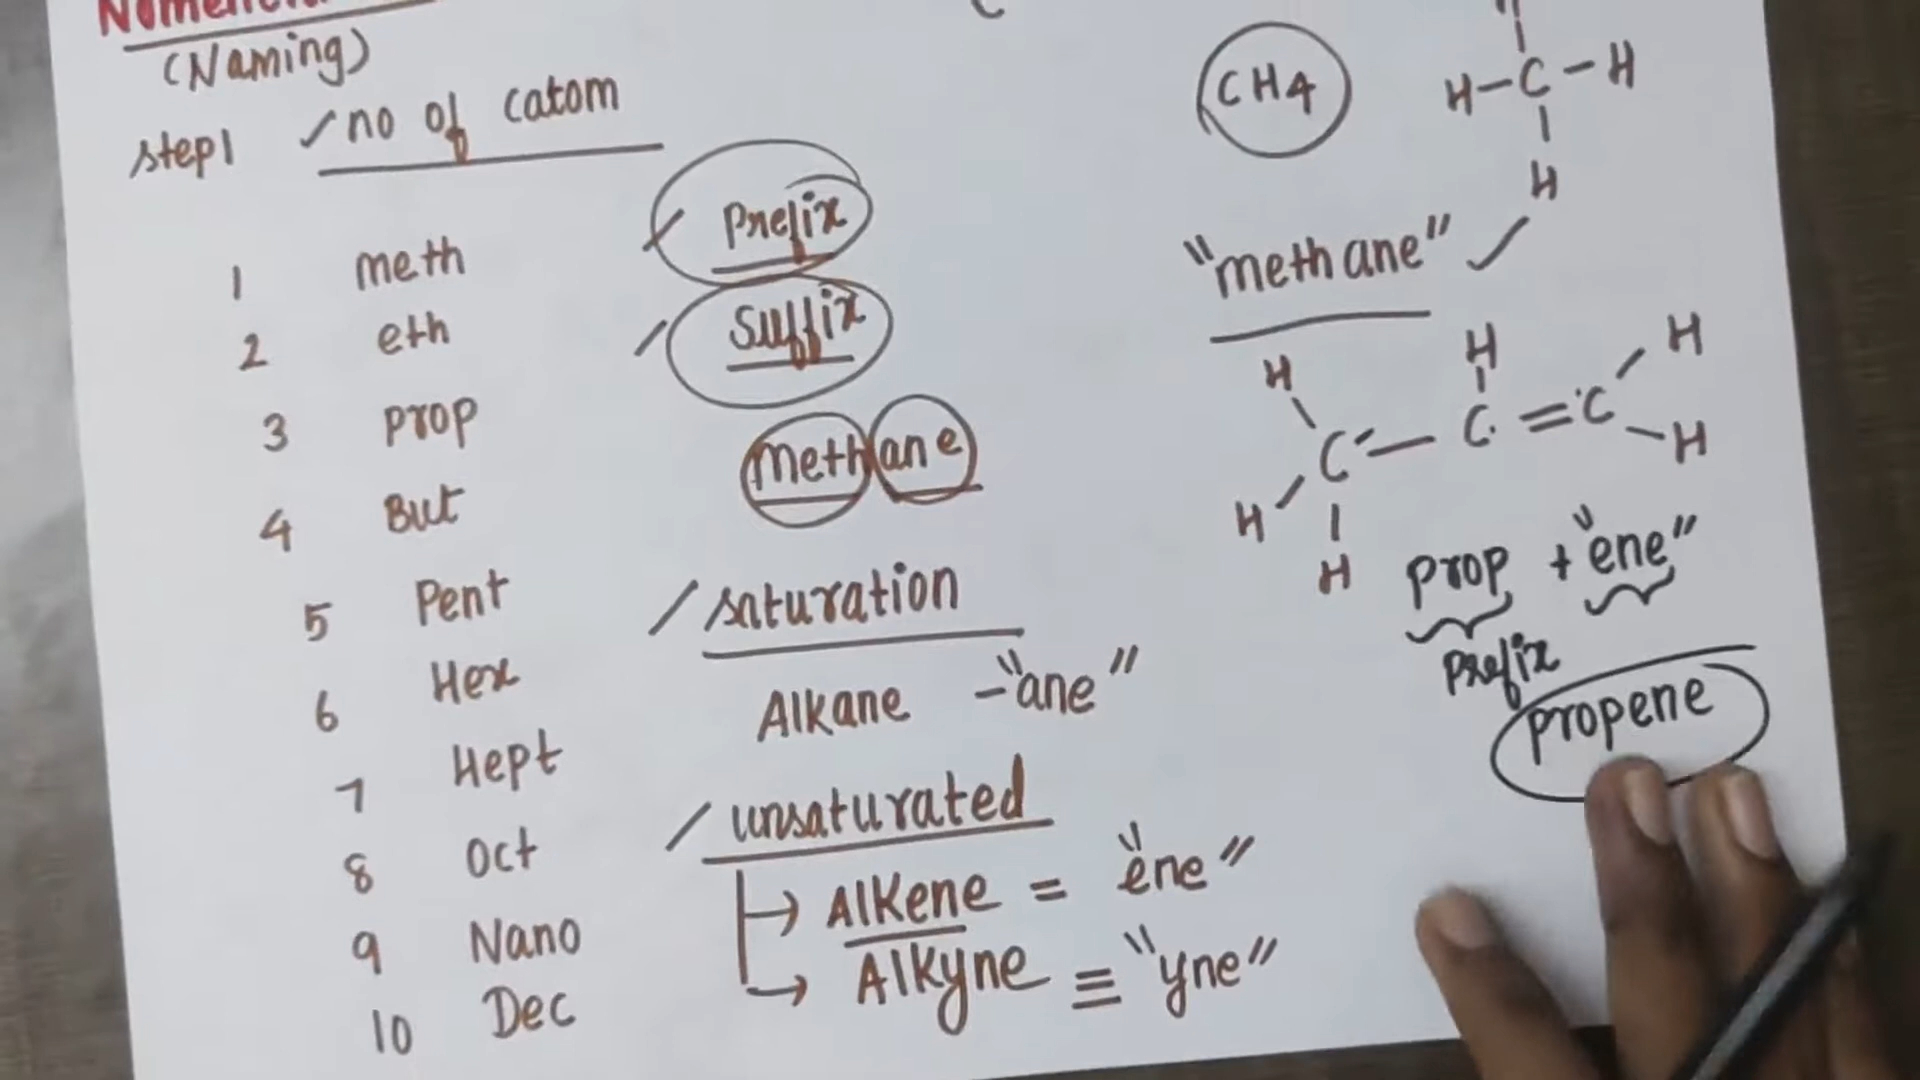 (Naming)
step1 ✓no of catom
1 meth
2 eth
3 prop
4 But
5 Pent
6 Hex
7 Hept
8 Oct
9 Nano
10 Dec
Prefix
Suffix
methane
saturation
Alkane - "ane"
unsaturated
→ Alkene = "ene"
→ Alkyne ≡ "yne"
CH4
H-C-H
H
"methane" ✓
H H H
C - C = C
H H H
prop + "ene"
Prefix
propene